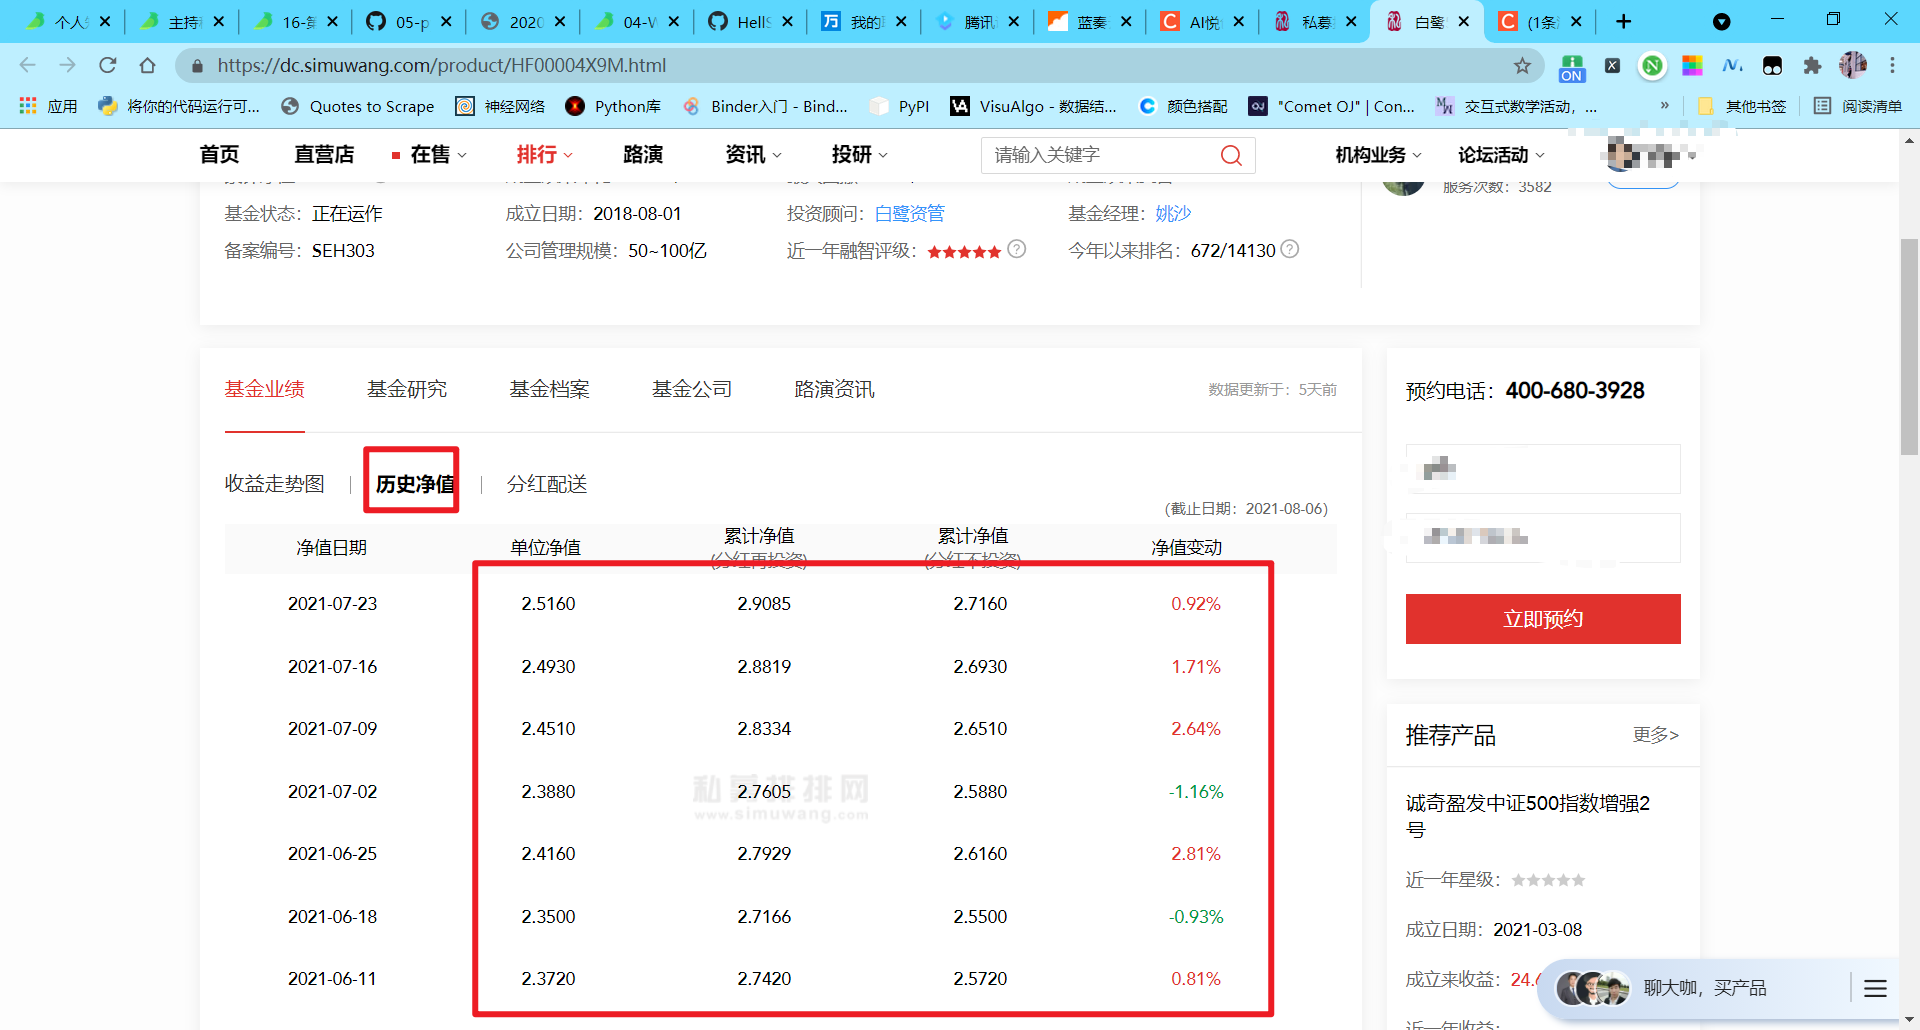 个人
主持
16-第
05-p
2020
04-V
HellS
我的
腾讯
蓝奏
AI悦
私募
白鹭
(1条
https://dc.simuwang.com/product/HF00004X9M.html
ON
应用
将你的代码运行可...
Quotes to Scrape
神经网络
Python库
Binder入门 - Bind...
PyPI
VisuAlgo - 数据结...
颜色搭配
"Comet OJ" | Con...
交互式数学活动，...
»
其他书签
阅读清单
首页
直营店
在售
排行
路演
资讯
投研
请输入关键字
机构业务
论坛活动
服务次数：3582
基金状态：正在运作
成立日期：2018-08-01
投资顾问：白鹭资管
基金经理：姚沙
备案编号：SEH303
公司管理规模：50~100亿
近一年融智评级：★★★★★
今年以来排名：672/14130
基金业绩
基金研究
基金档案
基金公司
路演资讯
数据更新于：5天前
收益走势图
历史净值
分红配送
(截止日期：2021-08-06)
净值日期 单位净值 累计净值 累计净值 净值变动
(分红再投资) (分红不投资)
2021-07-23 2.5160 2.9085 2.7160 0.92%
2021-07-16 2.4930 2.8819 2.6930 1.71%
2021-07-09 2.4510 2.8334 2.6510 2.64%
2021-07-02 2.3880 2.7605 2.5880 -1.16%
2021-06-25 2.4160 2.7929 2.6160 2.81%
2021-06-18 2.3500 2.7166 2.5500 -0.93%
2021-06-11 2.3720 2.7420 2.5720 0.81%
私募排排网
www.simuwang.com
预约电话：400-680-3928
立即预约
推荐产品
更多>
诚奇盈发中证500指数增强2
号
近一年星级：★★★★★
成立日期：2021-03-08
成立来收益：24.
近一年收益：
聊大咖，买产品